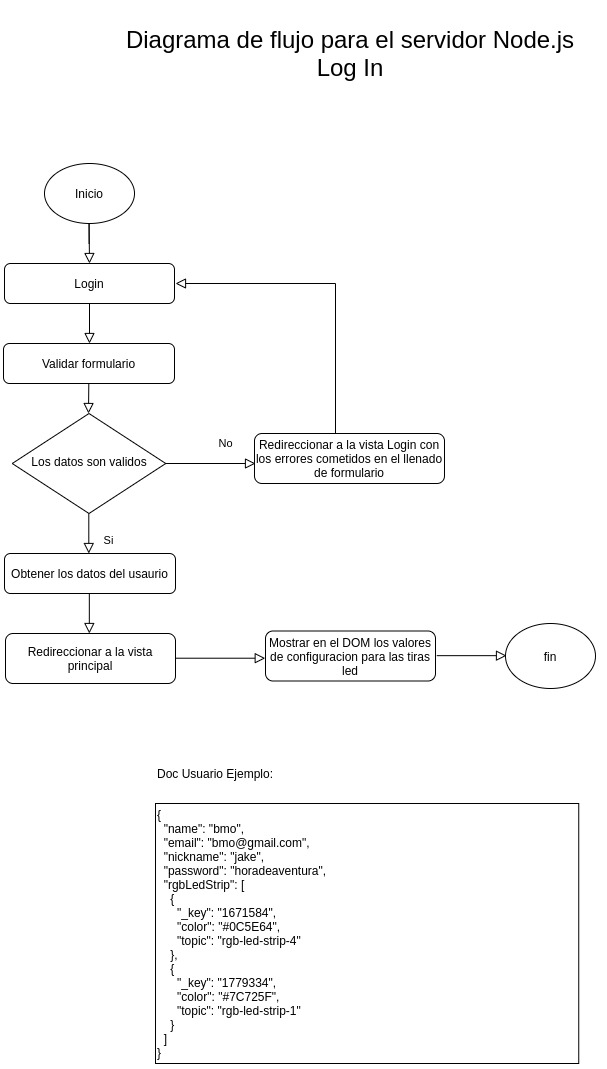 Diagrama de flujo para el servidor Node.js
Log In
Inicio
Login
Validar formulario
Los datos son validos
No
Redireccionar a la vista Login con
los errores cometidos en el llenado
de formulario
Si
Obtener los datos del usaurio
Redireccionar a la vista
principal
Mostrar en el DOM los valores
de configuracion para las tiras
led
fin
Doc Usuario Ejemplo:
{
"name": "bmo",
"email": "bmo@gmail.com",
"nickname": "jake",
"password": "horadeaventura",
"rgbLedStrip": [
{
"_key": "1671584",
"color": "#0C5E64",
"topic": "rgb-led-strip-4"
},
{
"_key": "1779334",
"color": "#7C725F",
"topic": "rgb-led-strip-1"
}
]
}